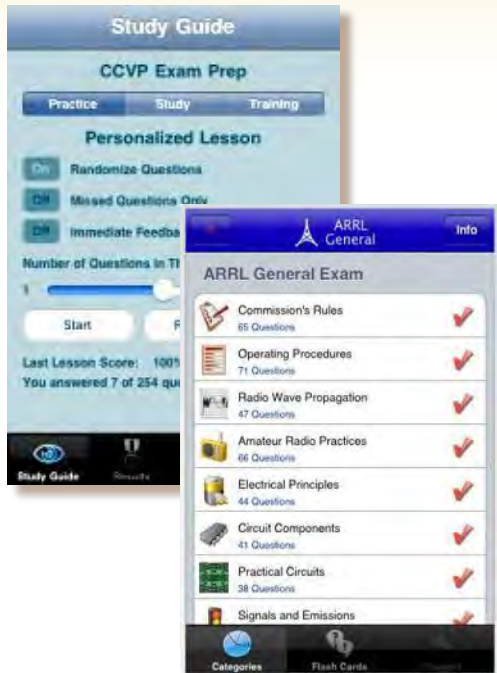 Study Guide
CCVP Exam Prep
Practice Study Training
Personalized Lesson
On Randomize Questions
Off Missed Questions Only
Off Immediate Feedba
Number of Questions In Th
1
Start
Last Lesson Score: 100%
You answered 7 of 254 que
Study Guide Results
ARRL
General
Info
ARRL General Exam
Commission's Rules
65 Questions
Operating Procedures
71 Questions
Radio Wave Propagation
47 Questions
Amateur Radio Practices
66 Questions
Electrical Principles
44 Questions
Circuit Components
41 Questions
Practical Circuits
38 Questions
Signals and Emissions
Categories Flash Cards